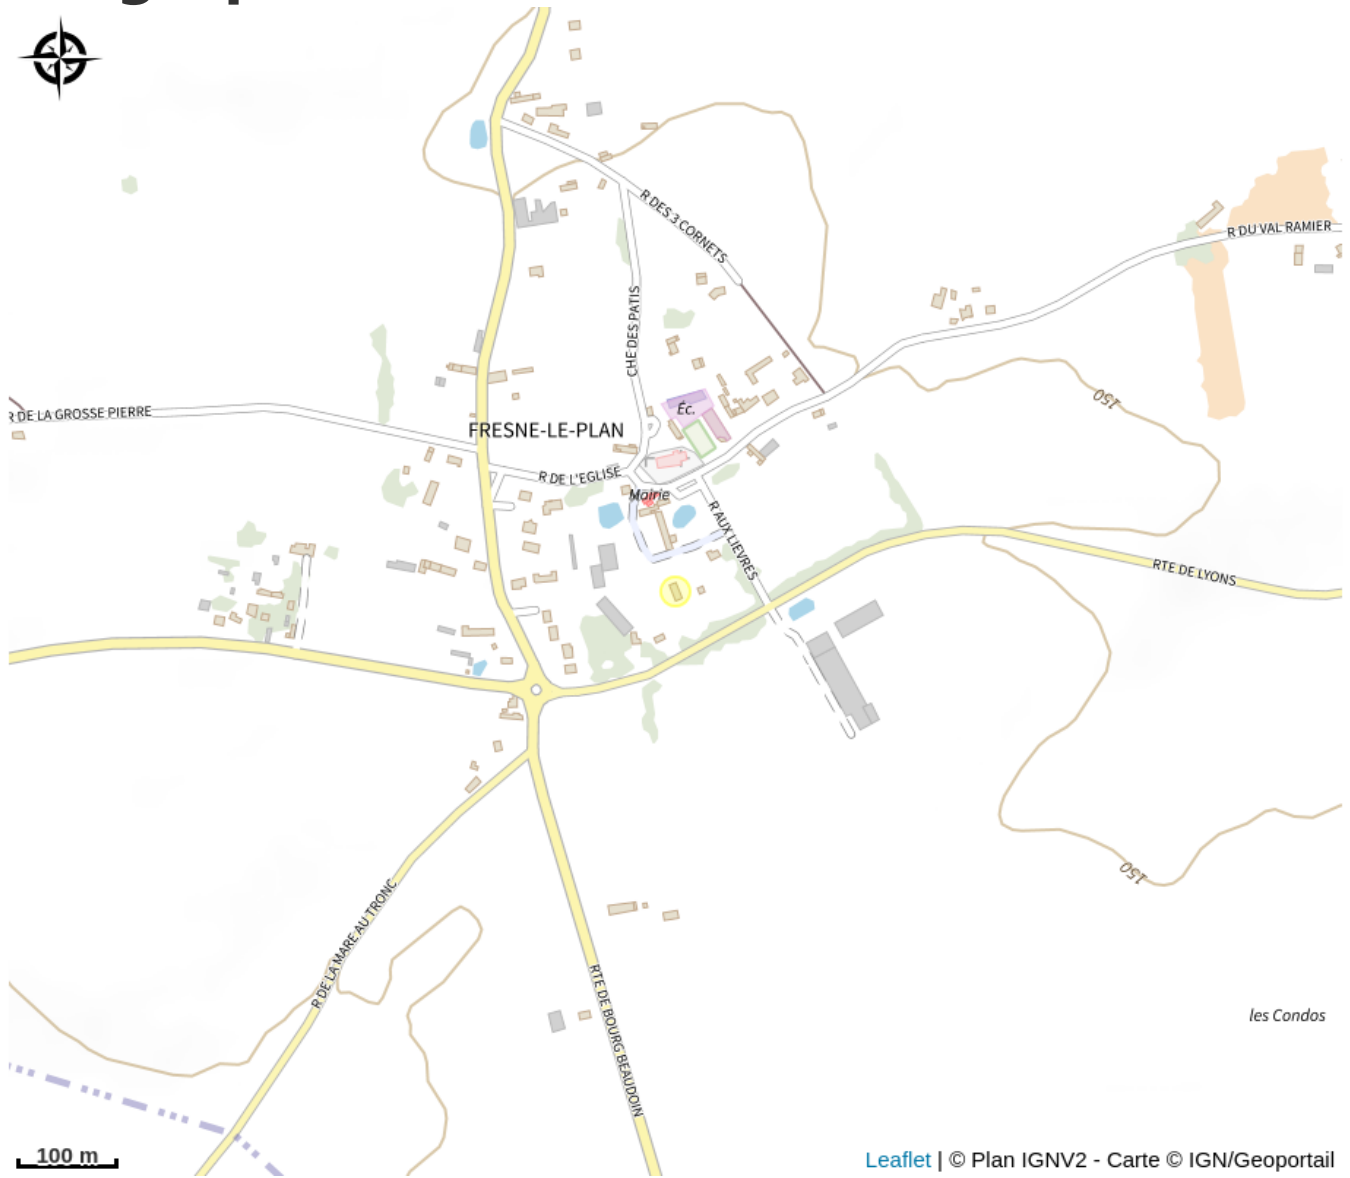 R DES 3 CORNETS
R DU VAL RAMIER
CHE DES PATIS
150
R DE LA GROSSE PIERRE
Éc.
FRESNE-LE-PLAN
R DE L'EGLISE
Mairie
R AUX LIEVRES
RTE DE LYONS
150
R DE LA MARE AU TRONC
RTE DE BOURG BEAUDOIN
les Condos
100 m
Leaflet | © Plan IGNV2 - Carte © IGN/Geoportail